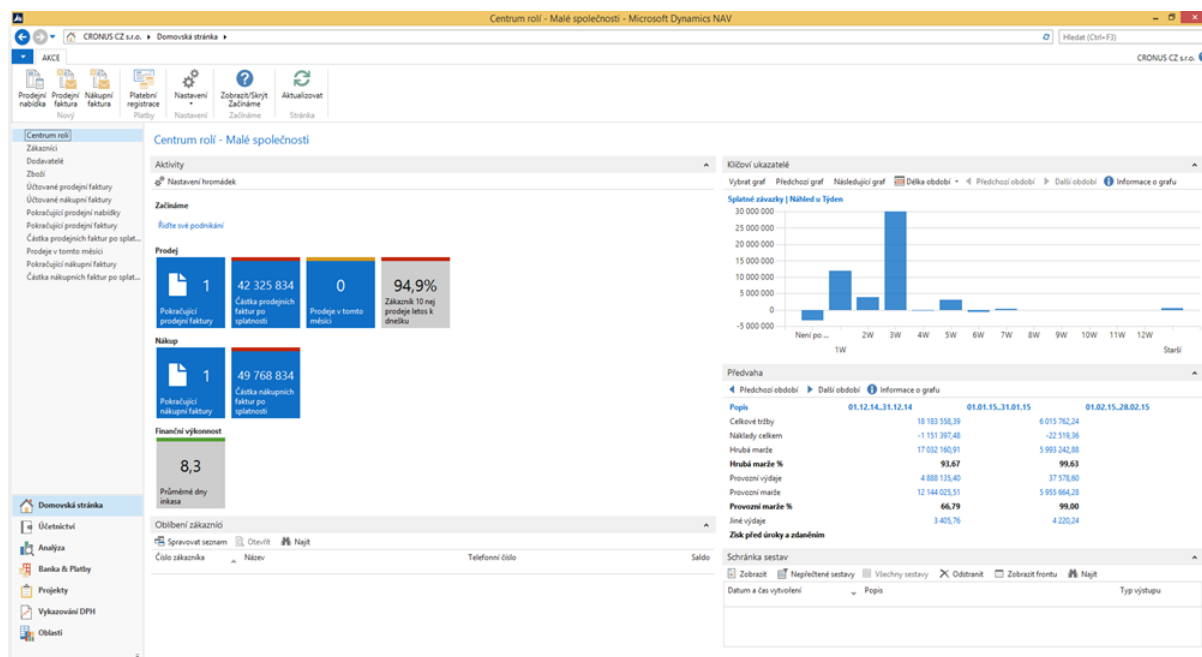 Centrum rolí - Malé společnosti - Microsoft Dynamics NAV
CRONUS CZ s.r.o. Domovská stránka
Hledat (Ctrl+F3)
AKCE
CRONUS CZ s.r.o.
Prodejní nabídka
Prodejní faktura
Nákupní faktura
Platební registrace
Nastavení
Zobrazit/Skrýt Začínáme
Aktualizovat
Nový
Platby
Nastavení
Začínáme
Stránka
Centrum rolí
Zákazníci
Dodavatelé
Zboží
Účtované prodejní faktury
Účtované nákupní faktury
Pokračující prodejní nabídky
Pokračující prodejní faktury
Částka prodejních faktur po splat...
Prodeje v tomto měsíci
Pokračující nákupní faktury
Částka nákupních faktur po splat...
Domovská stránka
Účetnictví
Analýza
Banka & Platby
Projekty
Vykazování DPH
Oblasti
Centrum rolí - Malé společnosti
Aktivity
Nastavení hromádek
Začínáme
Řiďte své podnikání
Prodej
1
Pokračující prodejní faktury
42 325 834
Částka prodejních faktur po splatnosti
0
Prodeje v tomto měsíci
94,9%
Zákazník 10 nej prodeje letos k dnešku
Nákup
1
Pokračující nákupní faktury
49 768 834
Částka nákupních faktur po splatnosti
Finanční výkonnost
8,3
Průměrné dny inkasa
Oblíbení zákazníci
Spravovat seznam Otevřít Najít
Číslo zákazníka Název Telefonní číslo Saldo
Klíčoví ukazatelé
Vybrat graf Předchozí graf Následující graf Délka období Předchozí období Další období Informace o grafu
Splatné závazky | Náhled u Týden
30 000 000
25 000 000
20 000 000
15 000 000
10 000 000
5 000 000
0
-5 000 000
Není po ... 2W 3W 4W 5W 6W 7W 8W 9W 10W 11W 12W
1W Starší
Předvaha
Předchozí období Další období Informace o grafu
Popis 01.12.14..31.12.14 01.01.15..31.01.15 01.02.15..28.02.15
Celkové tržby 18 183 558,39 6 015 762,24
Náklady celkem -1 151 397,48 -22 519,36
Hrubá marže 17 032 160,91 5 993 242,88
Hrubá marže % 93,67 99,63
Provozní výdaje 4 888 135,40 37 578,60
Provozní marže 12 144 025,51 5 955 664,28
Provozní marže % 66,79 99,00
Jiné výdaje 3 405,76 4 220,24
Zisk před úroky a zdaněním
Schránka sestav
Zobrazit Nepřečtené sestavy Všechny sestavy Odstranit Zobrazit frontu Najít
Datum a čas vytvoření Popis Typ výstupu